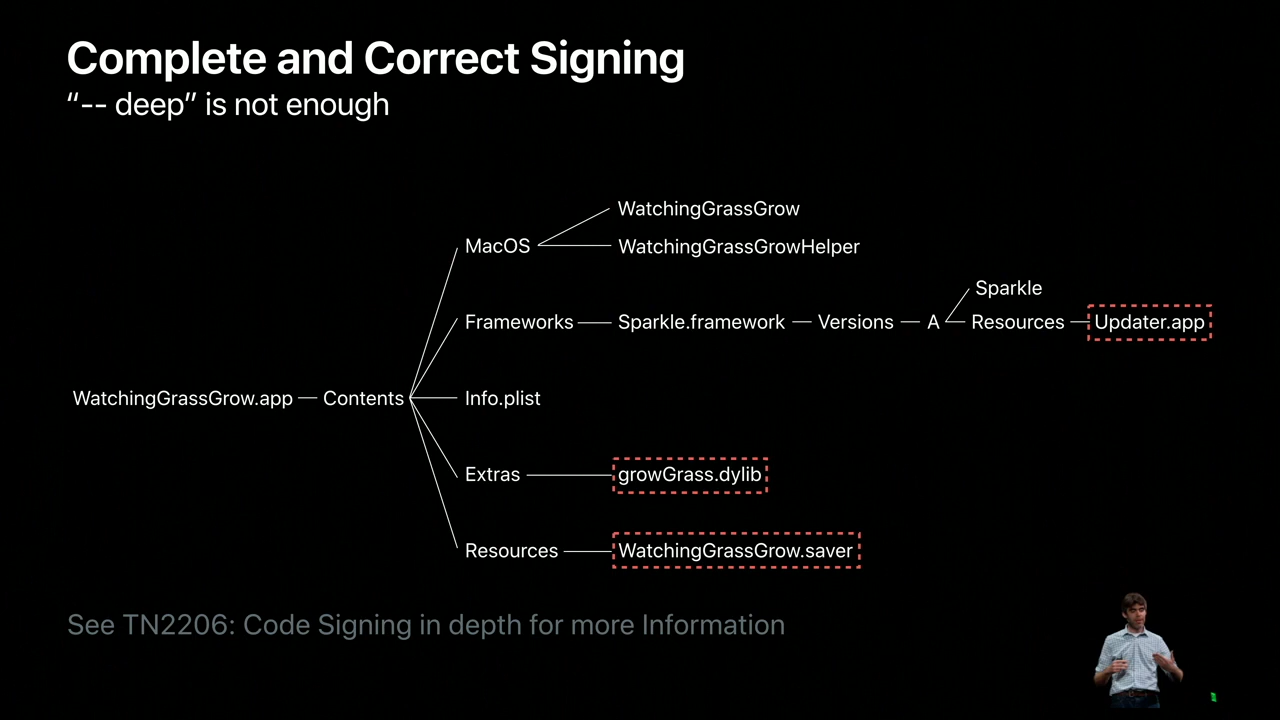 Complete and Correct Signing
“-- deep” is not enough
WatchingGrassGrow
MacOS
WatchingGrassGrowHelper
Sparkle
Frameworks
Sparkle.framework
Versions
A
Resources
Updater.app
WatchingGrassGrow.app
Contents
Info.plist
Extras
growGrass.dylib
Resources
WatchingGrassGrow.saver
See TN2206: Code Signing in depth for more Information